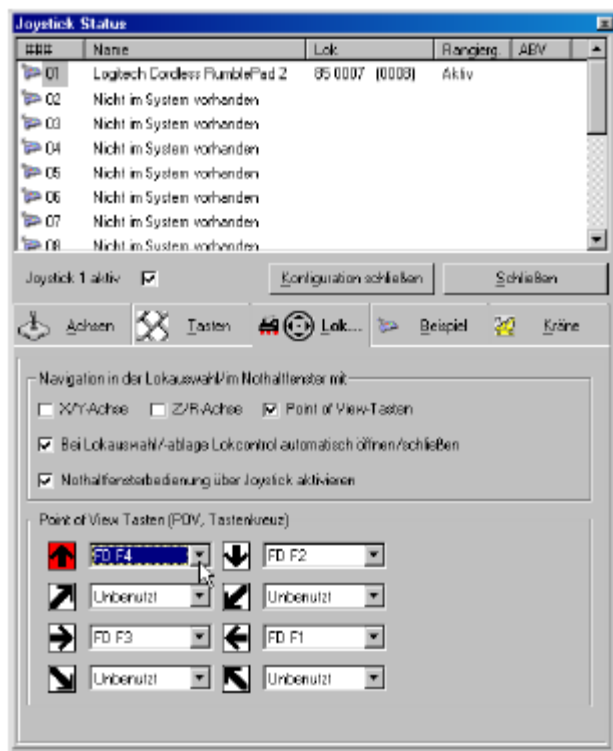 Joystick Status
### Name Lok Rangierg. ABV
01 Logitech Cordless RumblePad 2 85 0007 (0008) Aktiv
02 Nicht im System vorhanden
03 Nicht im System vorhanden
04 Nicht im System vorhanden
05 Nicht im System vorhanden
06 Nicht im System vorhanden
07 Nicht im System vorhanden
08 Nicht im System vorhanden
Joystick 1 aktiv Konfiguration schließen Schließen
Achsen Tasten Lok... Beispiel Kräne
Navigation in der Lokauswahl/im Nothaltfenster mit
X/Y-Achse Z/R-Achse Point of View-Tasten
Bei Lokauswahl/-ablage Lokcontrol automatisch öffnen/schließen
Nothaltfensterbedienung über Joystick aktivieren
Point of View Tasten (POV, Tastenkreuz)
FD F4 FD F2
Unbenutzt Unbenutzt
FD F3 FD F1
Unbenutzt Unbenutzt